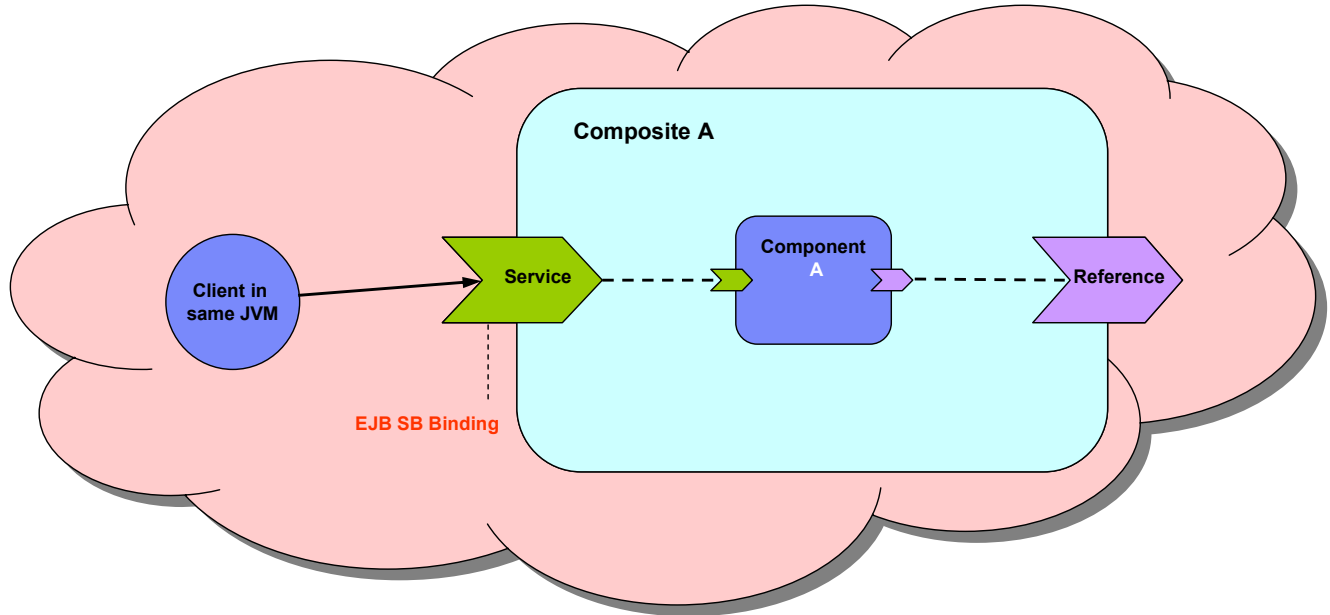 Composite A
Component
A
Client in
same JVM
Service
Reference
EJB SB Binding